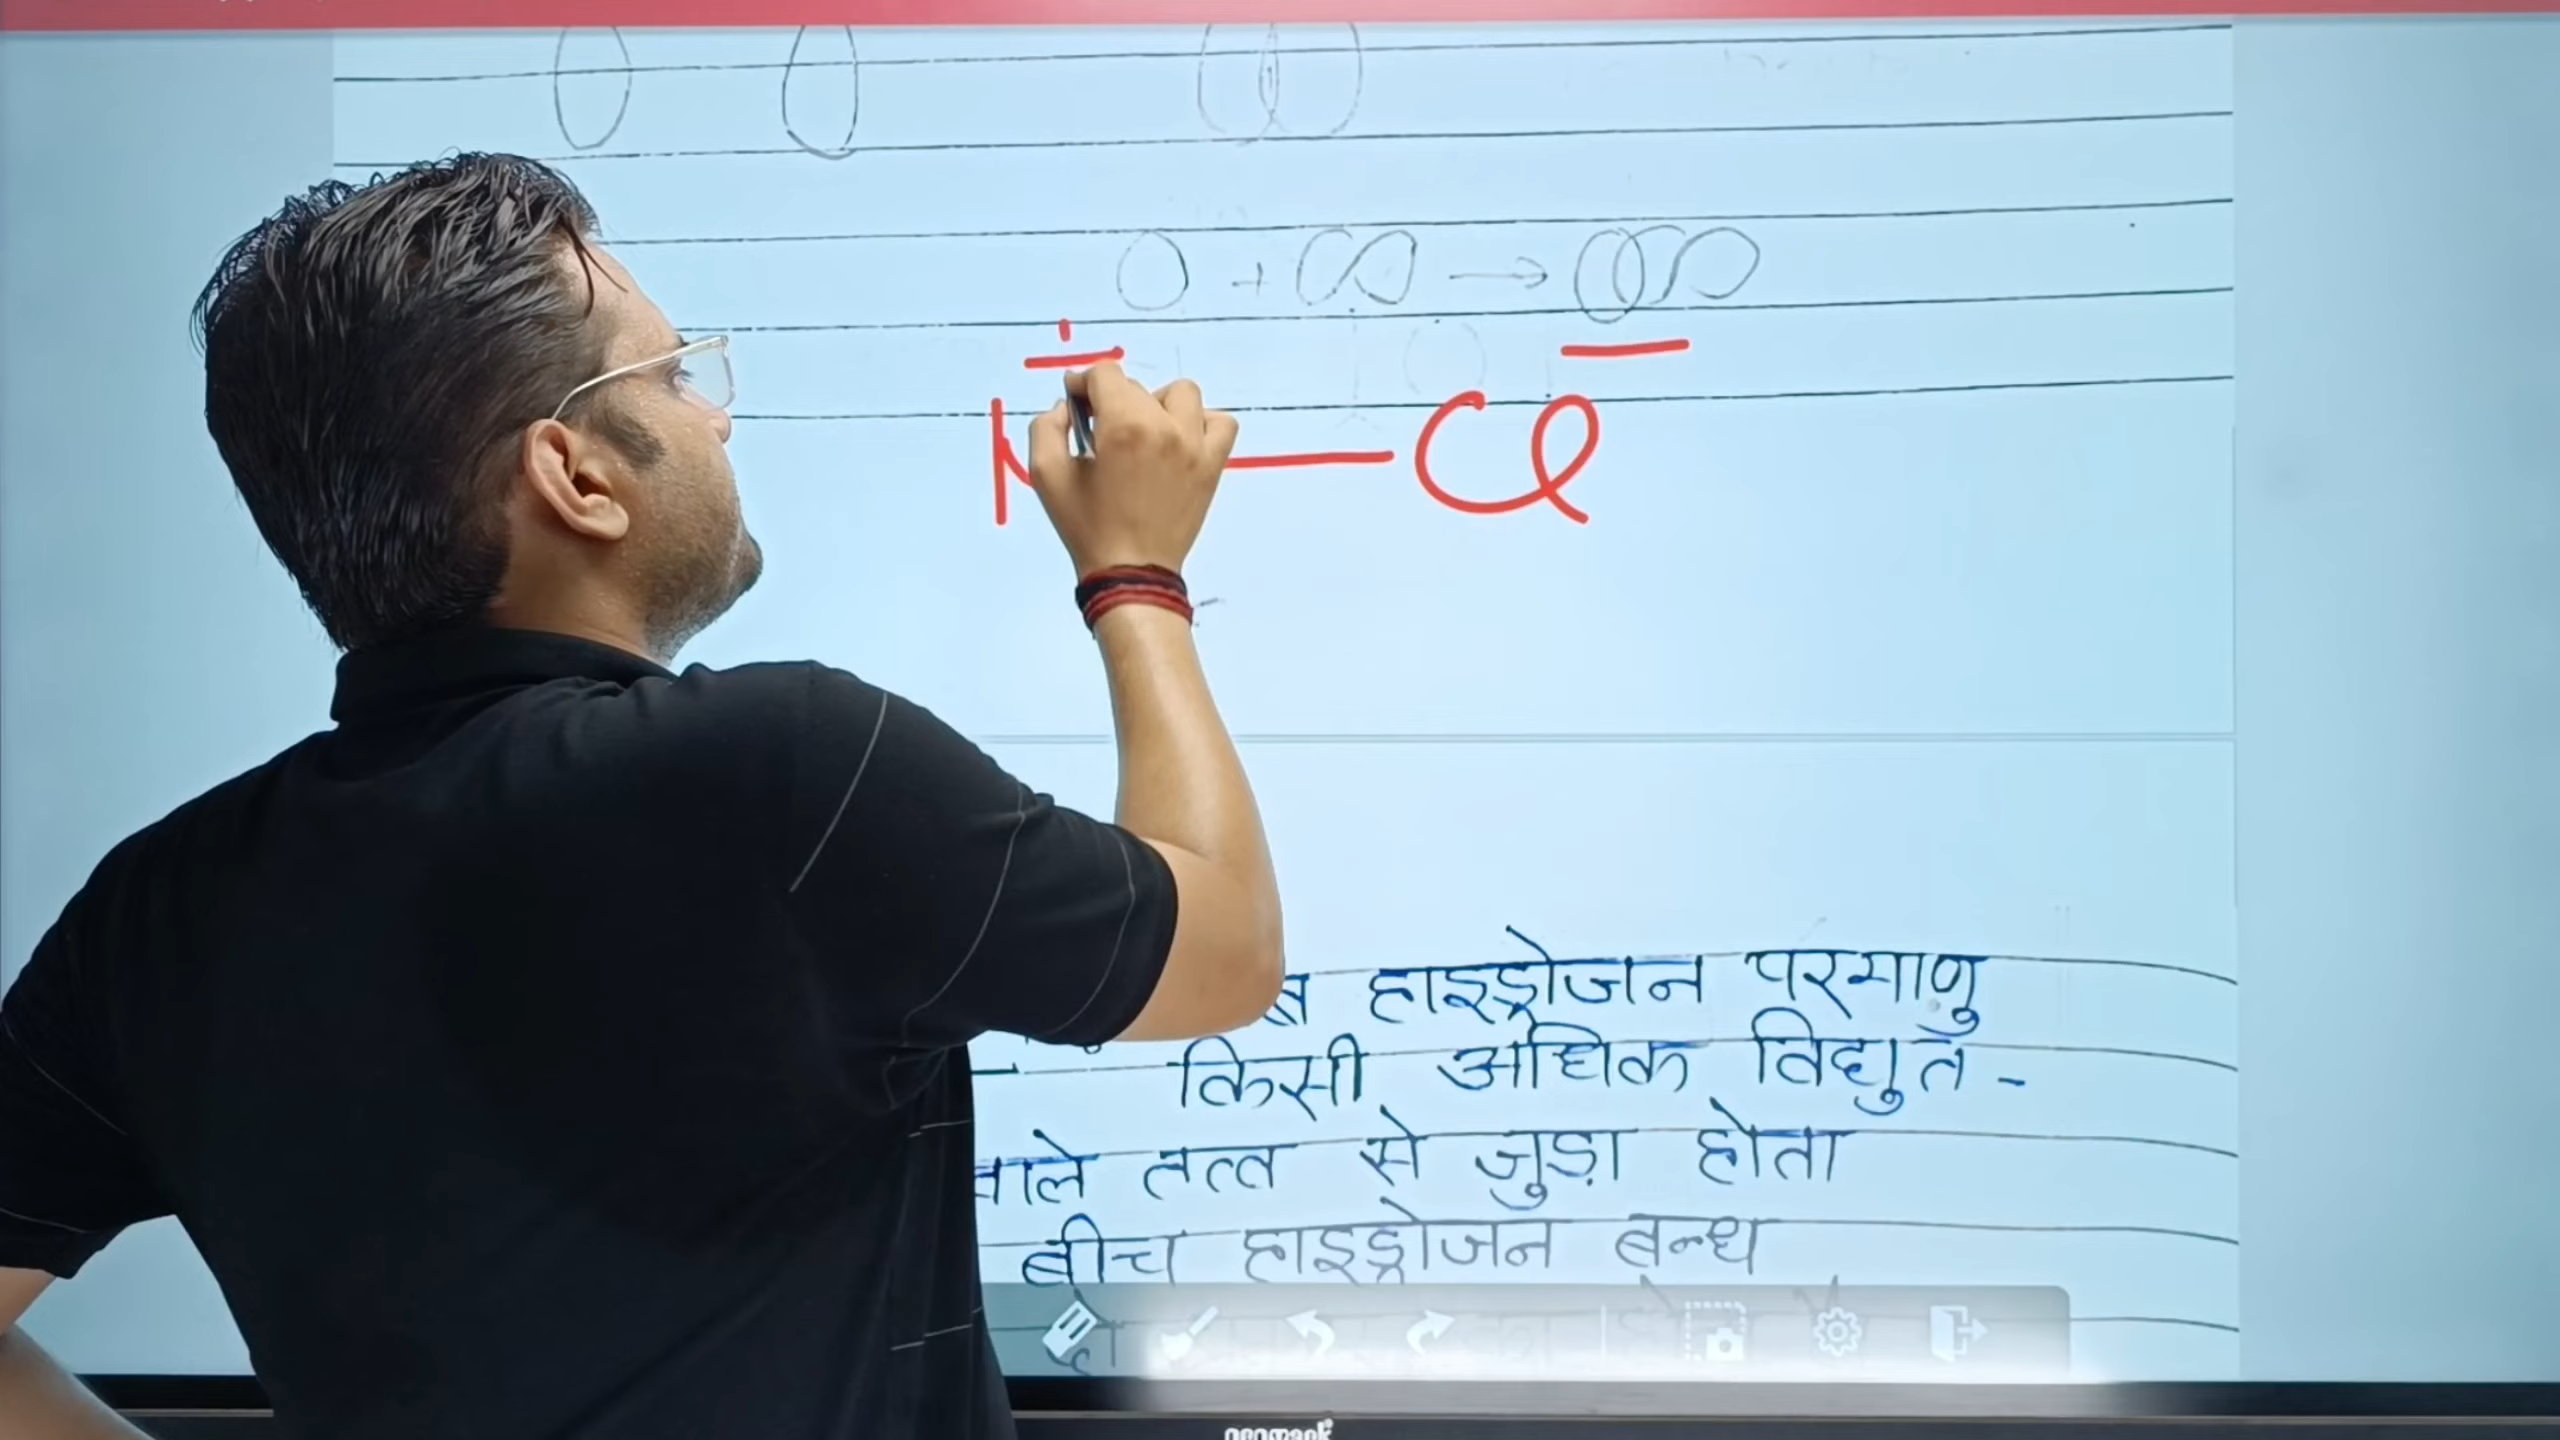 + →
— Cl
हाइड्रोजन परमाणु
किसी अधिक विद्युत -
वाले तत्व से जुड़ा होता
बीच हाइड्रोजन बन्ध